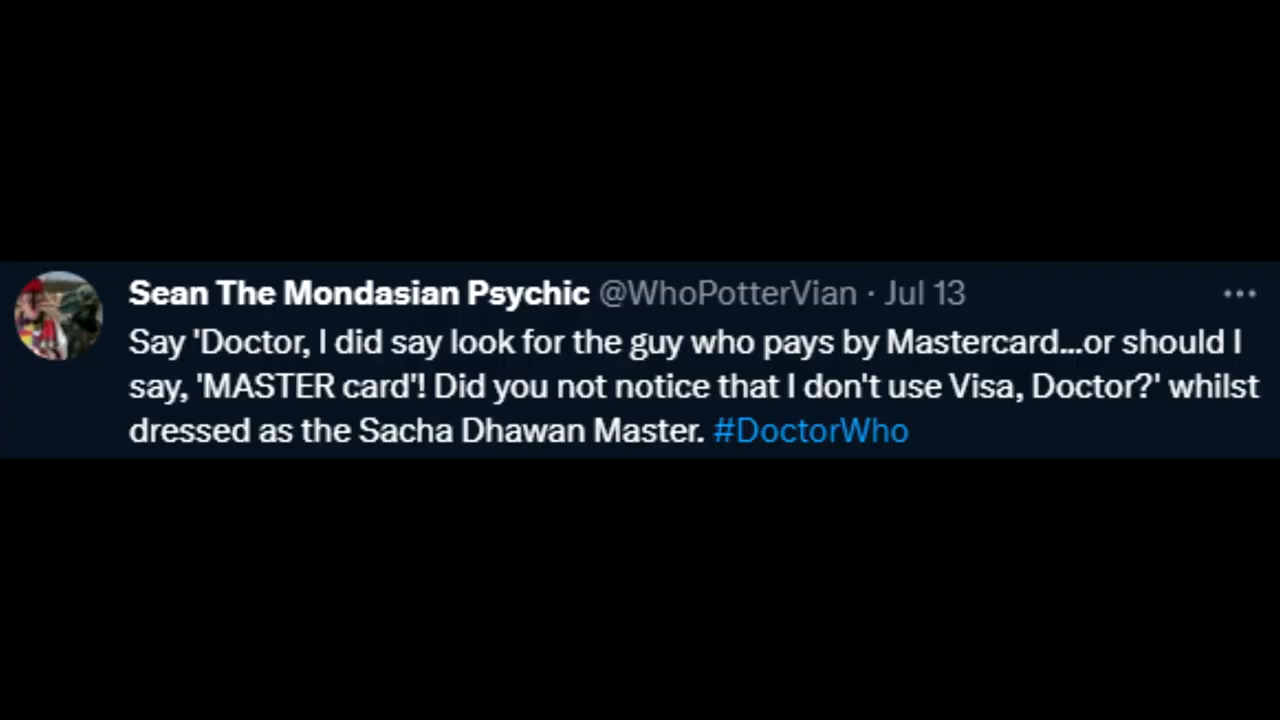 Sean The Mondasian Psychic @WhoPotterVian · Jul 13
Say 'Doctor, I did say look for the guy who pays by Mastercard...or should I
say, 'MASTER card'! Did you not notice that I don't use Visa, Doctor?' whilst
dressed as the Sacha Dhawan Master. #DoctorWho